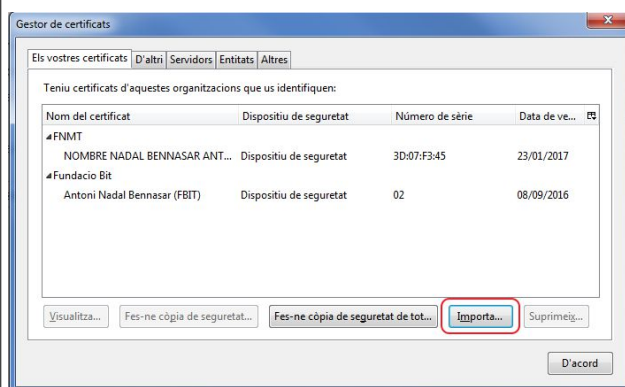 Gestor de certificats
Els vostres certificats D'altri Servidors Entitats Altres
Teniu certificats d'aquestes organitzacions que us identifiquen:
Nom del certificat Dispositiu de seguretat Número de sèrie Data de ve...
FNMT
NOMBRE NADAL BENNASAR ANT... Dispositiu de seguretat 3D:07:F3:45 23/01/2017
Fundacio Bit
Antoni Nadal Bennasar (FBIT) Dispositiu de seguretat 02 08/09/2016
Visualitza... Fes-ne còpia de seguretat... Fes-ne còpia de seguretat de tot... Importa... Suprimeix...
D'acord